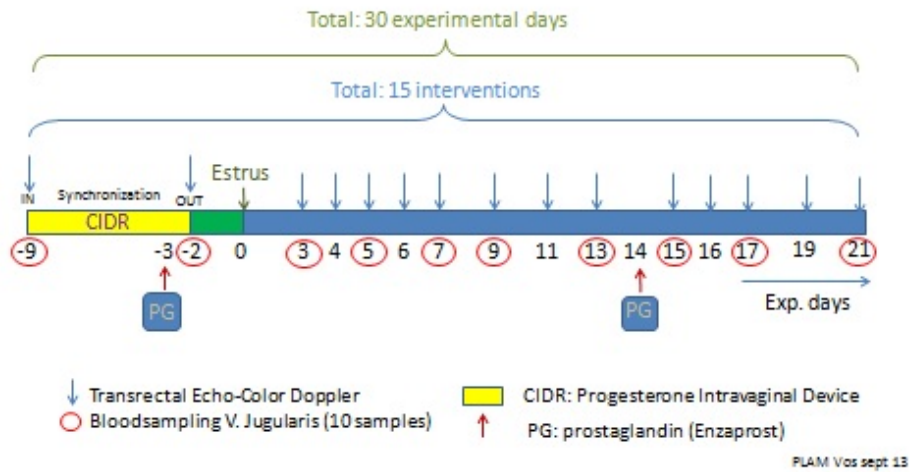 Total: 30 experimental days
Total: 15 interventions
Estrus
IN Synchronization OUT
CIDR
-9 -3 -2 0 3 4 5 6 7 9 11 13 14 15 16 17 19 21
PG PG Exp. days
Transrectal Echo-Color Doppler CIDR: Progesterone Intravaginal Device
Bloodsampling V. Jugularis (10 samples) PG: prostaglandin (Enzaprost)
PLAM Vos sept 13